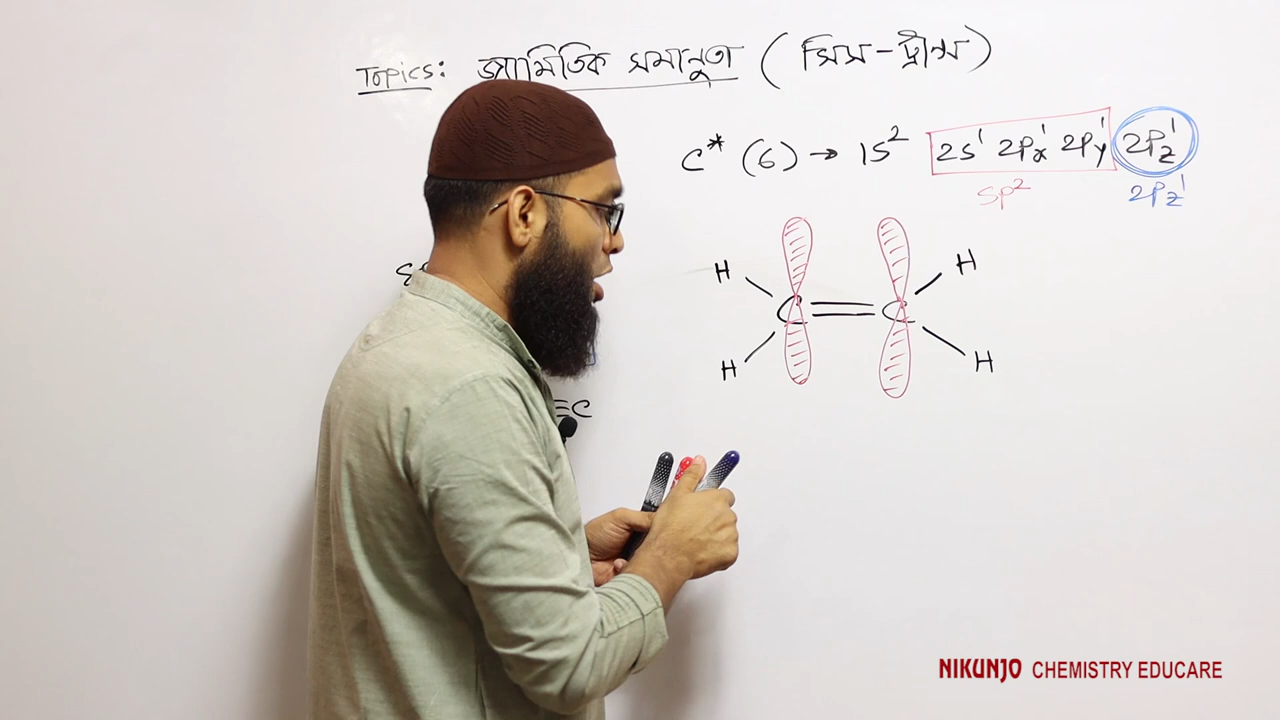 Topics: জ্যামিতিক সমানুতা (সিস-ট্রান্স)
C* (6) → 1S² 2S¹ 2Px¹ 2Py¹ 2Pz¹
SP² 2Pz¹
H H
C = C
H H
≡C
NIKUNJO CHEMISTRY EDUCARE